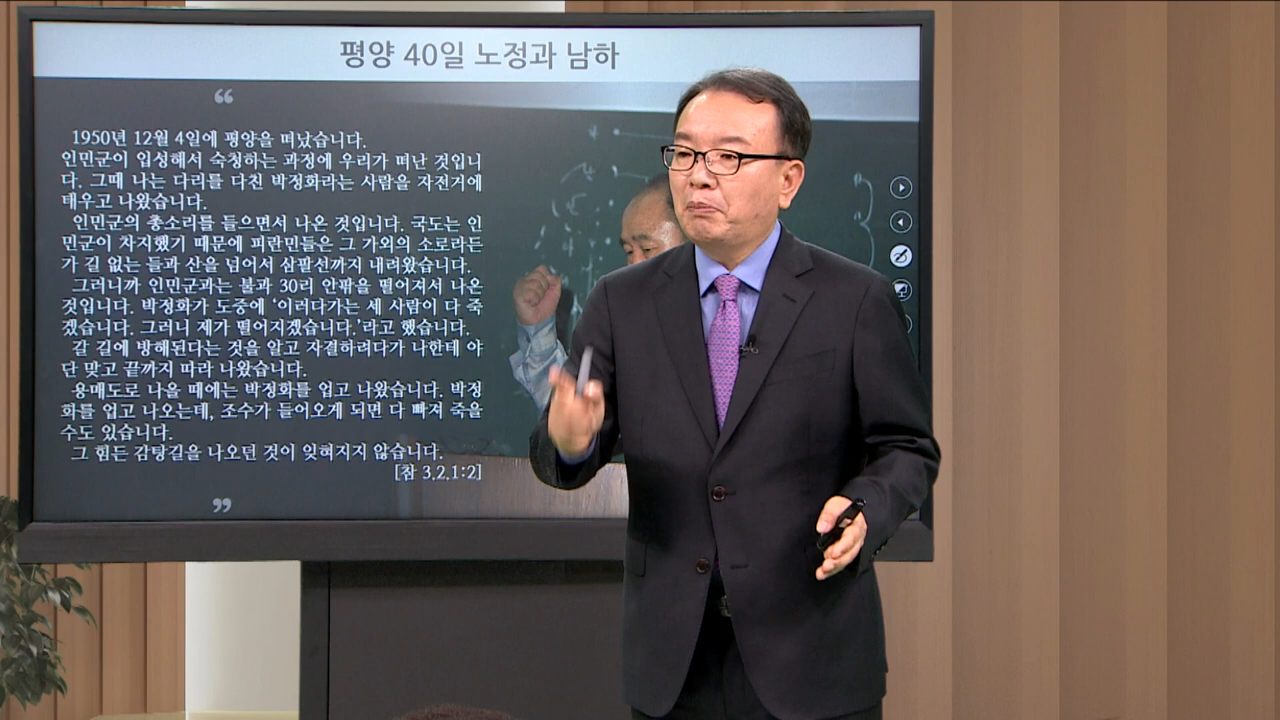 평양 40일 노정과 남하
“
1950년 12월 4일에 평양을 떠났습니다.
인민군이 입성해서 숙청하는 과정에 우리가 떠난 것입니
다. 그때 나는 다리를 다친 박정화라는 사람을 자전거에
태우고 나왔습니다.
인민군의 총소리를 들으면서 나온 것입니다. 국도는 인
민군이 차지했기 때문에 피란민들은 그 가외의 소로라든
가 길 없는 들과 산을 넘어서 삼팔선까지 내려왔습니다.
그러니까 인민군과는 불과 30리 안팎을 떨어져서 나온
것입니다. 박정화가 도중에 ‘이러다가는 세 사람이 다 죽
겠습니다. 그러니 제가 떨어지겠습니다.’라고 했습니다.
갈 길에 방해된다는 것을 알고 자결하려다가 나한테 야
단 맞고 끝까지 따라 나왔습니다.
용매도로 나올 때에는 박정화를 업고 나왔습니다. 박정
화를 업고 나오는데, 조수가 들어오게 되면 다 빠져 죽을
수도 있습니다.
그 힘든 감탕길을 나오던 것이 잊혀지지 않습니다.
[참 3,2,1:2]
”